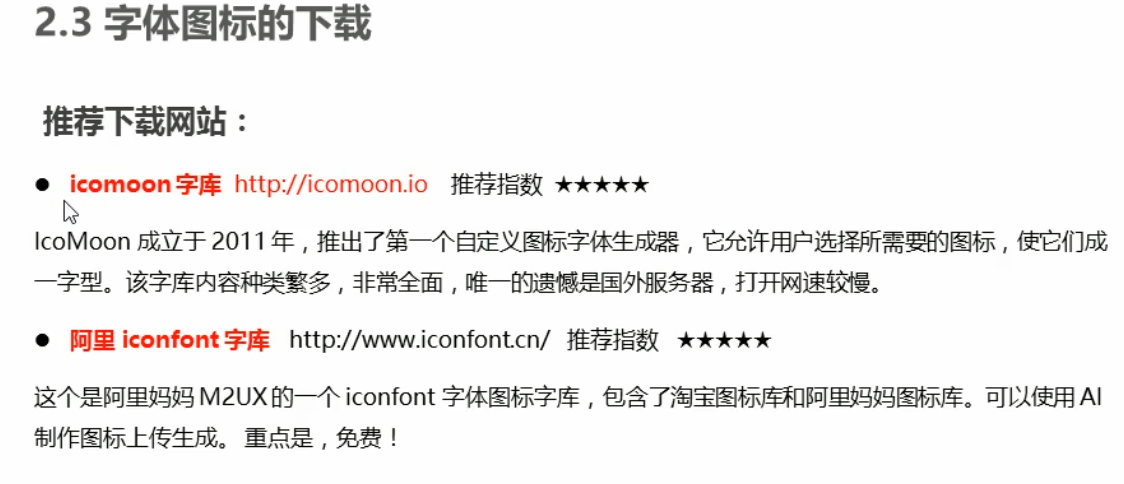 2.3 字体图标的下载
推荐下载网站：
● icomoon 字库 http://icomoon.io 推荐指数 ★★★★★
IcoMoon 成立于 2011 年，推出了第一个自定义图标字体生成器，它允许用户选择所需要的图标，使它们成
一字型。该字库内容种类繁多，非常全面，唯一的遗憾是国外服务器，打开网速较慢。
● 阿里 iconfont 字库 http://www.iconfont.cn/ 推荐指数 ★★★★★
这个是阿里妈妈 M2UX 的一个 iconfont 字体图标字库，包含了淘宝图标库和阿里妈妈图标库。可以使用 AI
制作图标上传生成。 重点是，免费！